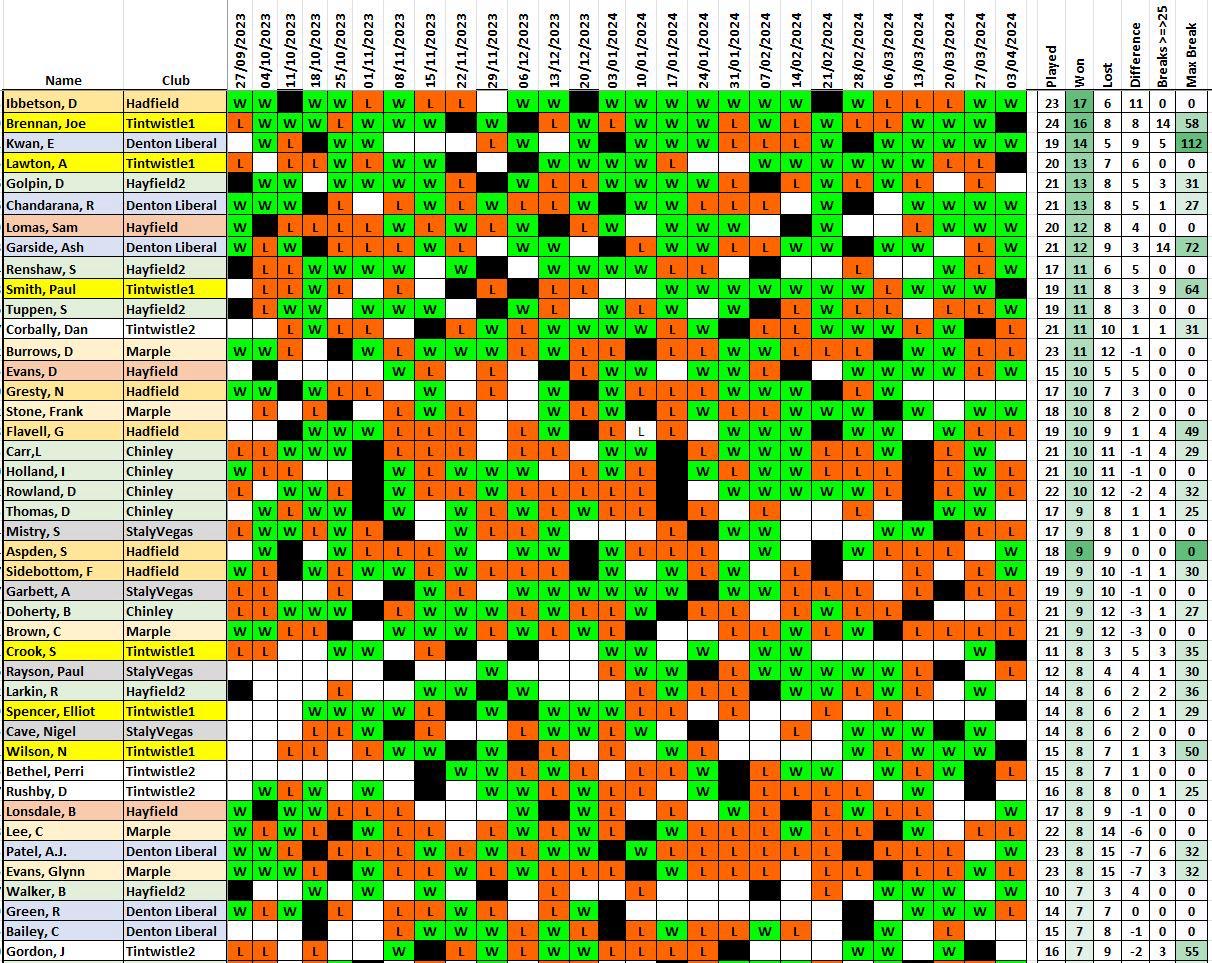 Name Club 27/09/2023 04/10/2023 11/10/2023 18/10/2023 25/10/2023 01/11/2023 08/11/2023 15/11/2023 22/11/2023 29/11/2023 06/12/2023 13/12/2023 20/12/2023 03/01/2024 10/01/2024 17/01/2024 24/01/2024 31/01/2024 07/02/2024 14/02/2024 21/02/2024 28/02/2024 06/03/2024 13/03/2024 20/03/2024 27/03/2024 03/04/2024 Played Won Lost Difference Breaks >=25 Max Break
Ibbetson, D Hadfield W W W W L W L L W W W W W W W W W W L L L W W 23 17 6 11 0 0
Brennan, Joe Tintwistle1 L W W W L W W W W L W L W W W L L W W L L W W W 24 16 8 8 14 58
Kwan, E Denton Liberal W L W W L W W W W W L L W W W W L W W 19 14 5 9 5 112
Lawton, A Tintwistle1 L L L W L W W W W W W L W W W W W W L L 20 13 7 6 0 0
Golpin, D Hayfield2 W W W W W W L W L L W W W W L L W L W L L 21 13 8 5 3 31
Chandarana, R Denton Liberal W W W L L W L W L L W W W L L L W W W W W 21 13 8 5 1 27
Lomas, Sam Hayfield W L L L L W L W L W L W W W W W L W W W 20 12 8 4 0 0
Garside, Ash Denton Liberal W L W L L L W L W W L W W L L W W W W L W 21 12 9 3 14 72
Renshaw, S Hayfield2 L L W W W W W W W W W L L L W L W 17 11 6 5 0 0
Smith, Paul Tintwistle1 L L W L L L L L W W W W W W W L W W W 19 11 8 3 9 64
Tuppen, S Hayfield2 L W W W W W W L W L W W L W L L L L W 19 11 8 3 0 0
Corbally, Dan Tintwistle2 L W L L L W L W W W W L W L L W W W L W L 21 11 10 1 1 31
Burrows, D Marple W W L W L W W W L W L L L L W W L L L W W L L 23 11 12 -1 0 0
Evans, D Hayfield W L L L W W W L W W W W L W 15 10 5 5 0 0
Gresty, N Hadfield W W W L L W L W W L L L W W W L W 17 10 7 3 0 0
Stone, Frank Marple L L L W L W L W L W L L W W W W W W 18 10 8 2 0 0
Flavell, G Hadfield W W W L L L L W L L L W W W W W W L L 19 10 9 1 4 49
Carr,L Chinley L L W W W L L L L L W W L W W W W L L L W 21 10 11 -1 4 29
Holland, I Chinley W L L W L W W W L W L L W L W L L L L W L 21 10 11 -1 0 0
Rowland, D Chinley L W W L W L L W L L L L L W W W W W L L W L 22 10 12 -2 4 32
Thomas, D Chinley W L W W W L W L W L L L L L L W W 17 9 8 1 1 25
Mistry, S StalyVegas L W W L W L W L L W L W W W W L L 17 9 8 1 0 0
Aspden, S Hadfield W W L L L W W W W L L L W W L L L W 18 9 9 0 0 0
Sidebottom, F Hadfield W L W L W W L W L L L W L W L L L W 19 9 10 -1 1 30
Garbett, A StalyVegas L L L W L W W W W W W W L L L L L 19 9 10 -1 0 0
Doherty, B Chinley L L W W W L W W W L W L L W L L L W L L L 21 9 12 -3 1 27
Brown, C Marple W W L L W W W L W L W L L L W L W L L L L 21 9 12 -3 0 0
Crook, S Tintwistle1 L L W W L W W W W W W 11 8 3 5 3 35
Rayson, Paul StalyVegas W L W W L W W W W W L L 12 8 4 4 1 30
Larkin, R Hayfield2 L W W W L W L L W W L W L W 14 8 6 2 2 36
Spencer, Elliot Tintwistle1 W W W W L W W W W L L L L 14 8 6 2 1 29
Cave, Nigel StalyVegas L L W L L W W L W W W W 14 8 6 2 0 0
Wilson, N Tintwistle1 L L L W W W W L L W L W L W W W 15 8 7 1 3 50
Bethel, Perri Tintwistle2 W W L W L L L W L W W W L W L 15 8 7 1 0 0
Rushby, D Tintwistle2 W L W W W W L W L L W L L L L W 16 8 8 0 1 25
Lonsdale, B Hayfield W W W L L L W W L L W L L W L L W 17 8 9 -1 0 0
Lee, C Marple W L W L W L L L W L W L W L L L W L L W L L 22 8 14 -6 0 0
Patel, A.J. Denton Liberal W W L L L L W L W L W W W L L L L L L L L L W 23 8 15 -7 6 32
Evans, Glynn Marple W W W L W L L L W L L W W L L L L L L W L L L 23 8 15 -7 3 32
Walker, B Hayfield2 W W W L L L W W W W 10 7 3 4 0 0
Green, R Denton Liberal W L W L L L W L L W W W W L 14 7 7 0 0 0
Bailey, C Denton Liberal L W W W L W L W L L W L W L 15 7 8 -1 0 0
Gordon, J Tintwistle2 L L L W L W L W W L L L L W W W 16 7 9 -2 3 55